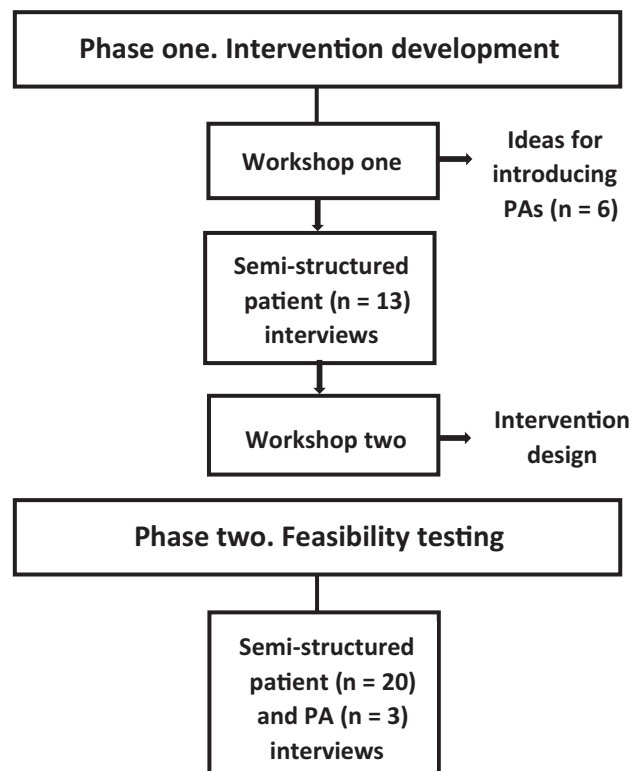 Phase one. Intervention development
Workshop one
Ideas for
introducing
PAs (n = 6)
Semi-structured
patient (n = 13)
interviews
Workshop two
Intervention
design
Phase two. Feasibility testing
Semi-structured
patient (n = 20)
and PA (n = 3)
interviews